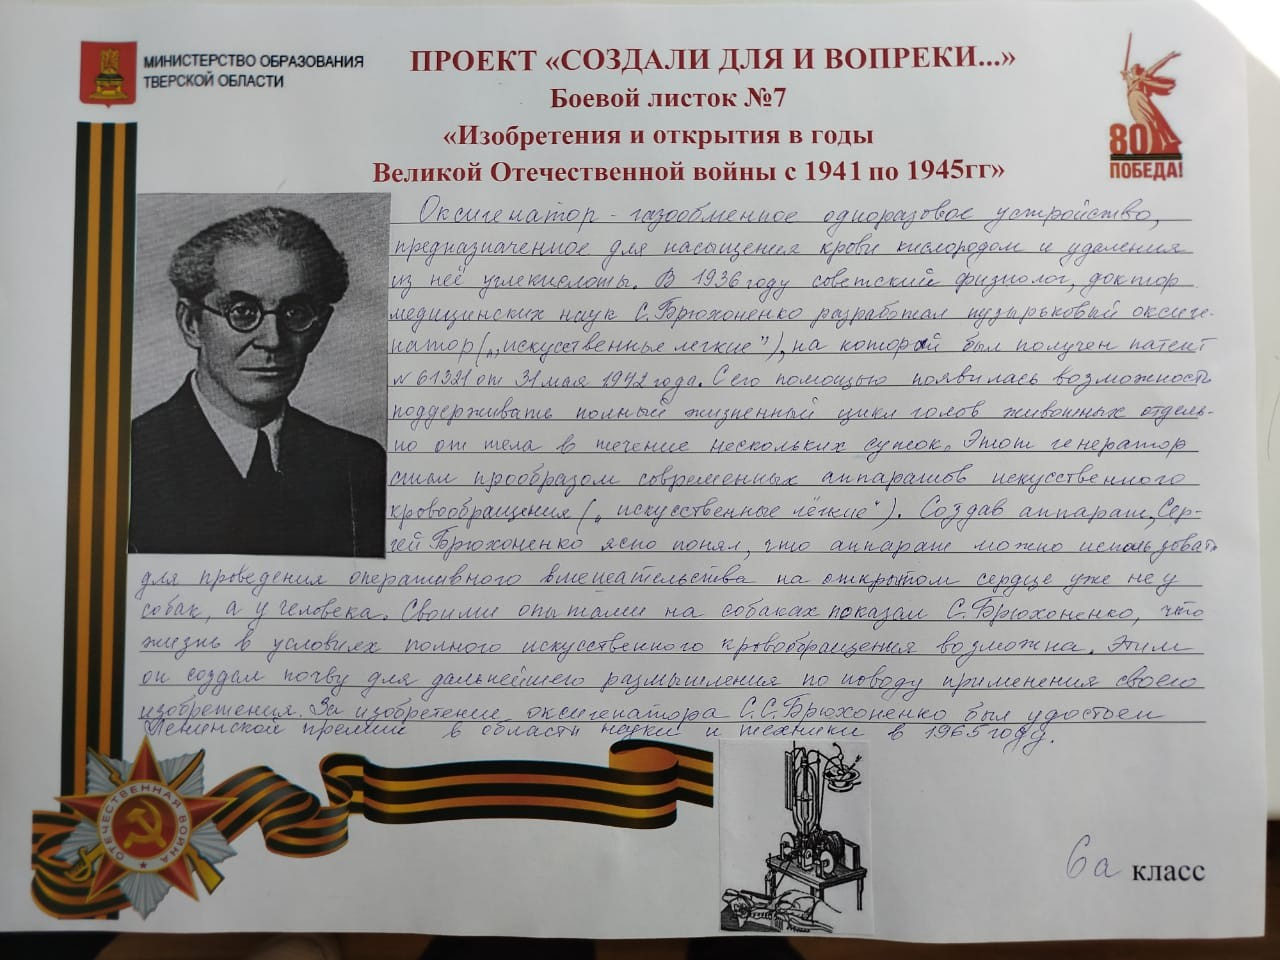 МИНИСТЕРСТВО ОБРАЗОВАНИЯ
ТВЕРСКОЙ ОБЛАСТИ
ПРОЕКТ «СОЗДАЛИ ДЛЯ И ВОПРЕКИ...»
Боевой листок №7
«Изобретения и открытия в годы
Великой Отечественной войны с 1941 по 1945гг»
80
ПОБЕДА!
Оксигенатор - газообменное одноразовое устройство,
предназначенное для насыщения крови кислородом и удаления
из неё углекислоты. В 1936 году советский физиолог, доктор
медицинских наук С. Брюхоненко разработал пузырьковый оксиге-
натор („искусственные легкие"), на который был получен патент
№61321 от 31 мая 1942 года. С его помощью появилась возможность
поддерживать полный жизненный цикл голов животных отдель-
но от тела в течение нескольких суток. Этот генератор
стал прообразом современных аппаратов искусственного
кровообращения („искусственные лёгкие"). Создав аппарат, Сер-
гей Брюхоненко ясно понял, что аппарат можно использовать
для проведения оперативного вмешательства на открытом сердце уже не у
собак, а у человека. Своими опытами на собаках показал С. Брюхоненко, что
жизнь в условиях полного искусственного кровообращения возможна. Этим
он создал почву для дальнейшего размышления по поводу применения своего
изобретения. За изобретение оксигенатора С.С. Брюхоненко был удостоен
Ленинской премии в области науки и техники в 1965 году.
ОТЕЧЕСТВЕННАЯ ВОЙНА
6а класс